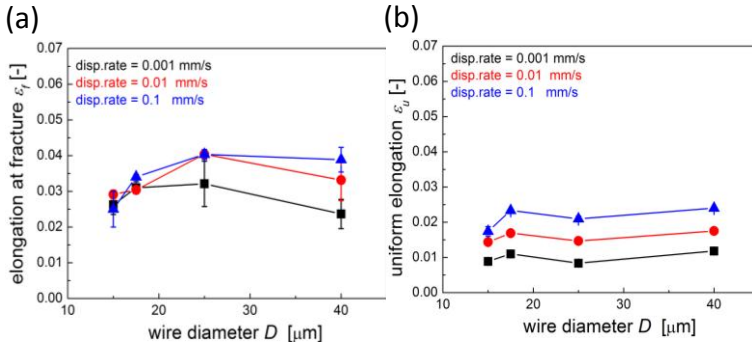 (a)
0.07
0.06
0.05
0.04
0.03
0.02
0.01
0.00
elongation at fracture ε_f [-]
disp.rate = 0.001 mm/s
disp.rate = 0.01 mm/s
disp.rate = 0.1 mm/s
10 20 30 40
wire diameter D [μm]
(b)
0.07
0.06
0.05
0.04
0.03
0.02
0.01
0.00
uniform elongation ε_u [-]
disp.rate = 0.001 mm/s
disp.rate = 0.01 mm/s
disp.rate = 0.1 mm/s
10 20 30 40
wire diameter D [μm]